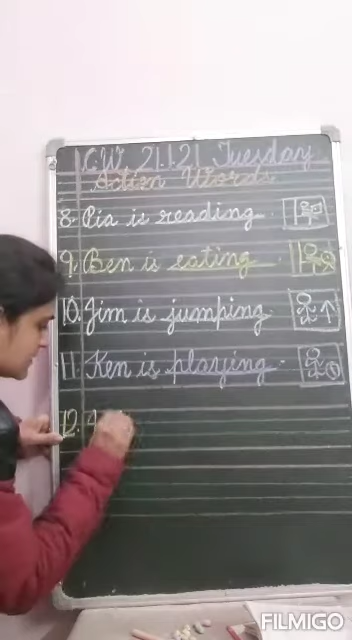 C.W. 21.1.21 Tuesday
Action Words
8. Pia is reading.
9. Ben is eating.
10. Jim is jumping.
11. Ken is playing.
12.
FILMIGO